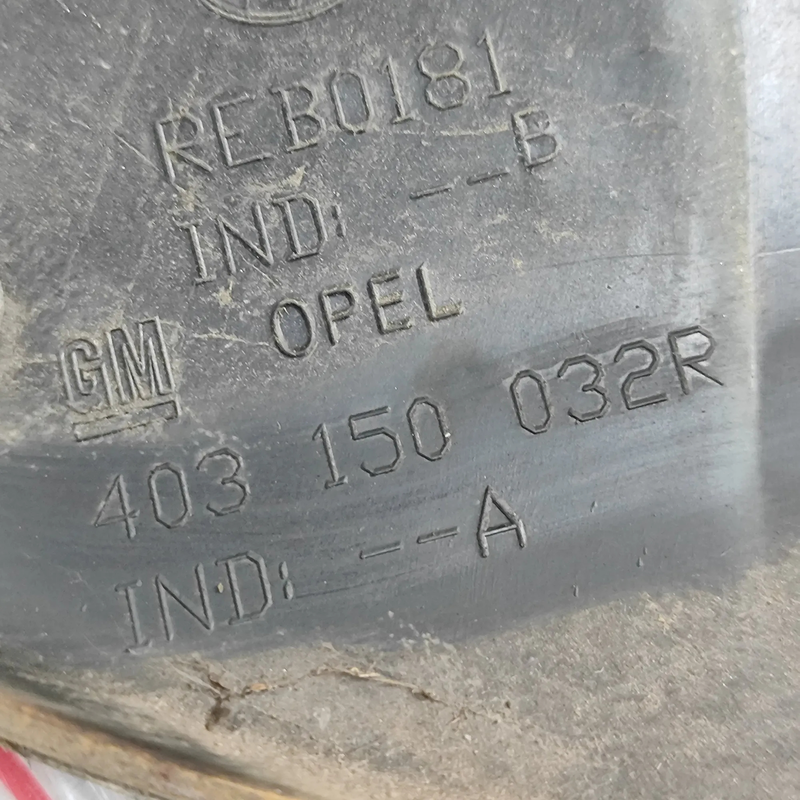 REB0181
IND: --B
OPEL
GM
403 150 032R
IND: --A